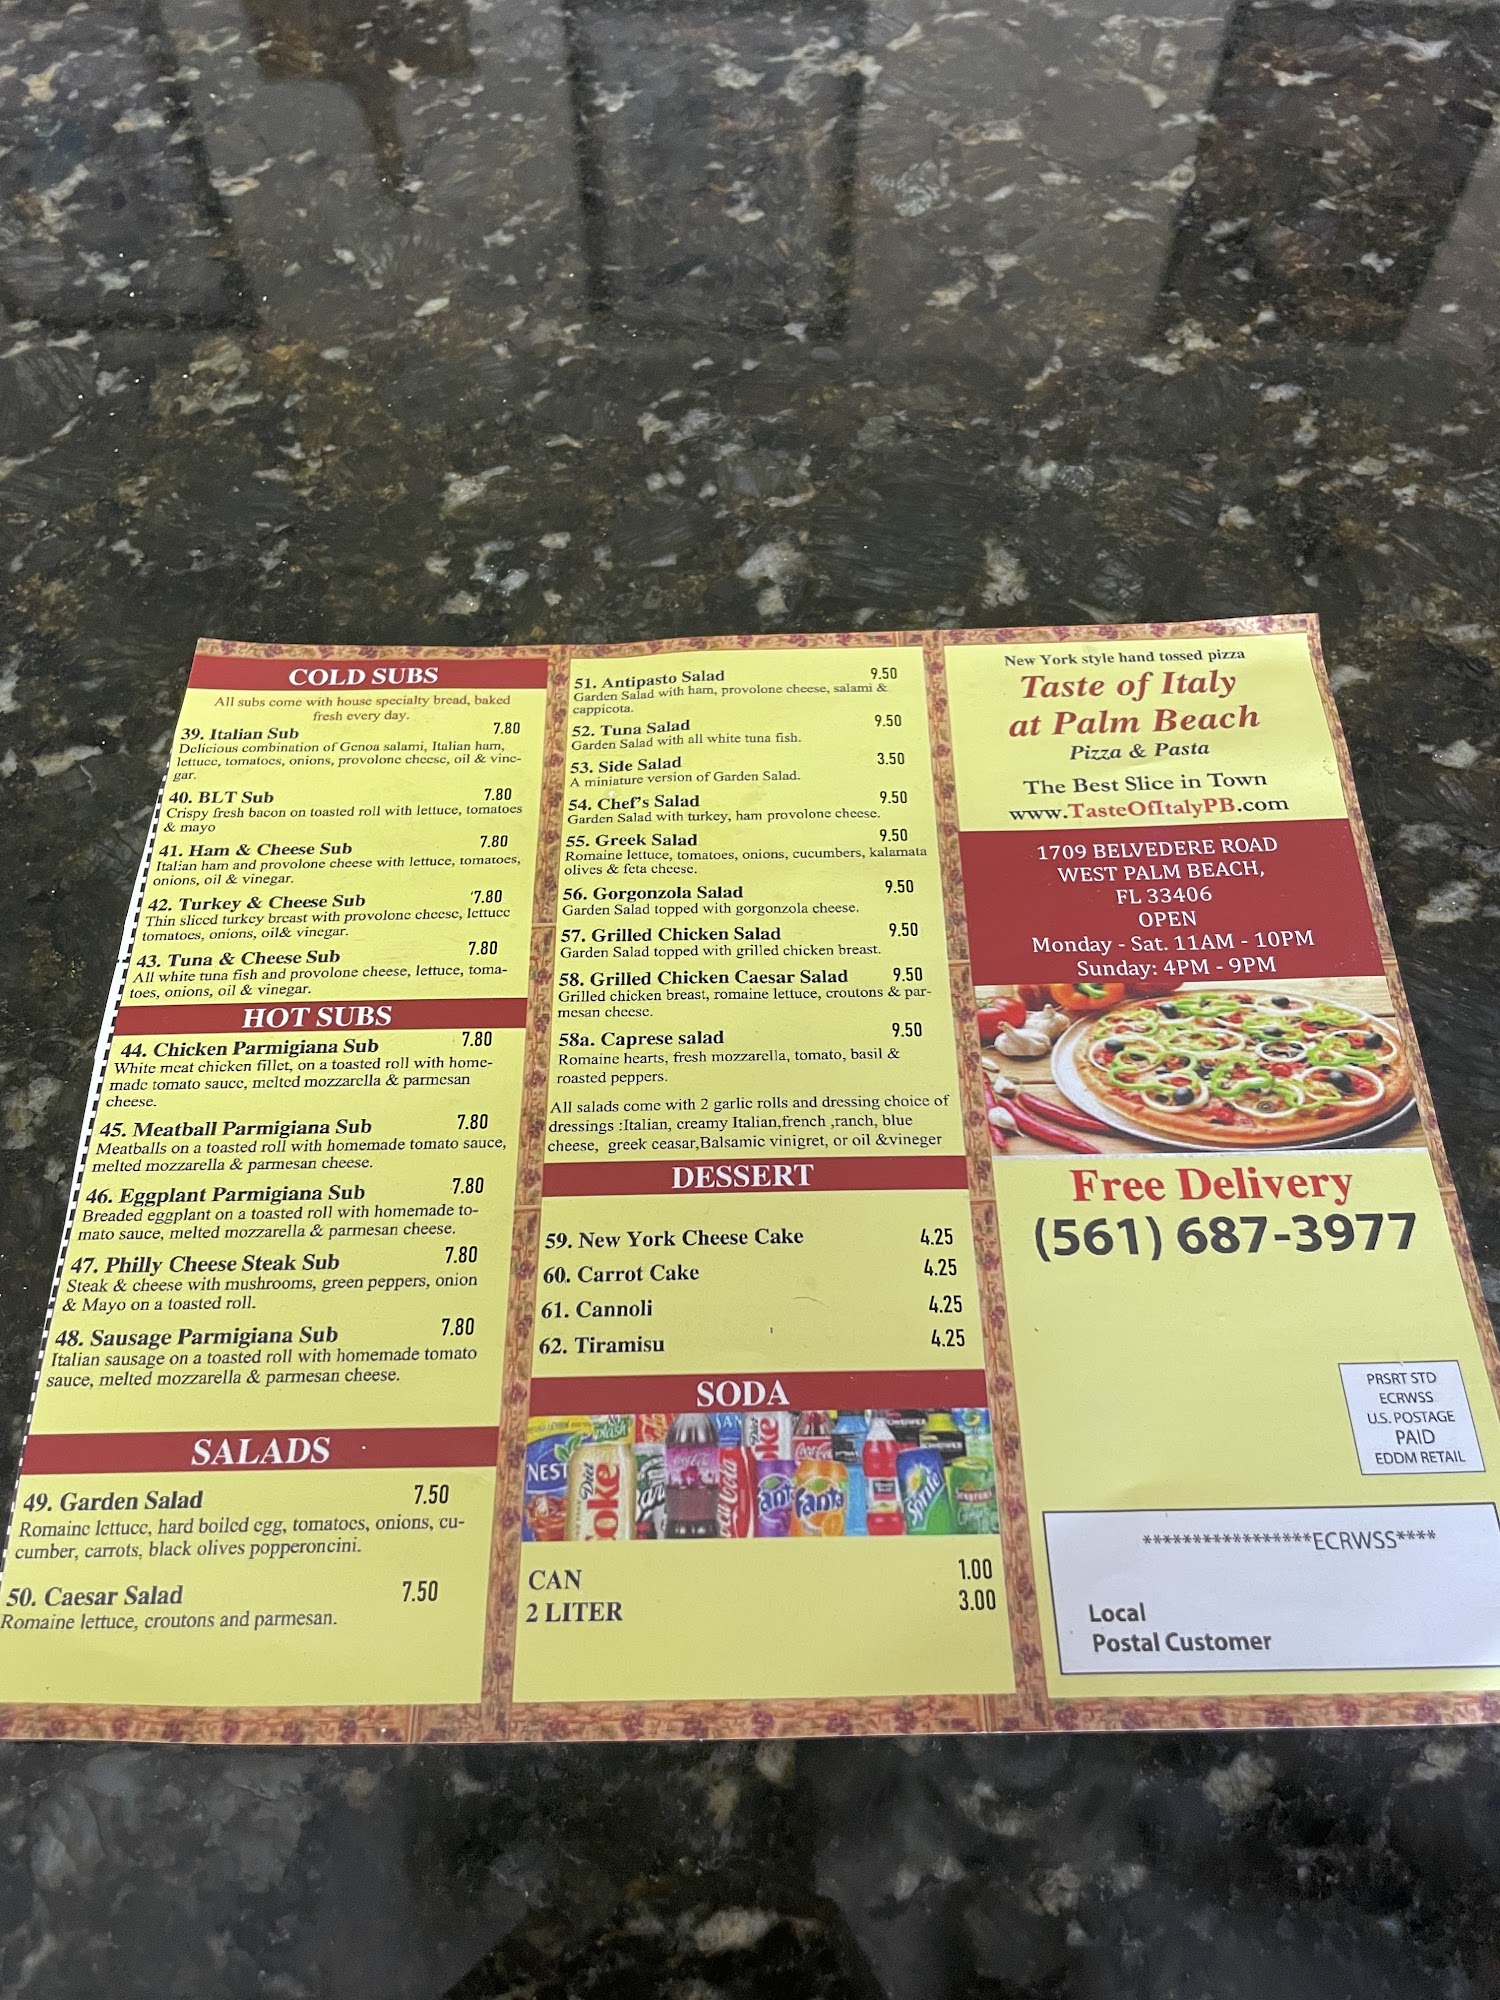 COLD SUBS
All subs come with house specialty bread, baked
fresh every day.
39. Italian Sub 7.80
Delicious combination of Genoa salami, Italian ham,
lettuce, tomatoes, onions, provolone cheese, oil & vine-
gar.
40. BLT Sub 7.80
Crispy fresh bacon on toasted roll with lettuce, tomatoes
& mayo
41. Ham & Cheese Sub 7.80
Italian ham and provolone cheese with lettuce, tomatoes,
onions, oil & vinegar.
42. Turkey & Cheese Sub 7.80
Thin sliced turkey breast with provolone cheese, lettuce
tomatoes, onions, oil& vinegar.
43. Tuna & Cheese Sub 7.80
All white tuna fish and provolone cheese, lettuce, toma-
toes, onions, oil & vinegar.
HOT SUBS
44. Chicken Parmigiana Sub 7.80
White meat chicken fillet, on a toasted roll with home-
made tomato sauce, melted mozzarella & parmesan
cheese.
45. Meatball Parmigiana Sub 7.80
Meatballs on a toasted roll with homemade tomato sauce,
melted mozzarella & parmesan cheese.
46. Eggplant Parmigiana Sub 7.80
Breaded eggplant on a toasted roll with homemade to-
mato sauce, melted mozzarella & parmesan cheese.
47. Philly Cheese Steak Sub 7.80
Steak & cheese with mushrooms, green peppers, onion
& Mayo on a toasted roll.
48. Sausage Parmigiana Sub 7.80
Italian sausage on a toasted roll with homemade tomato
sauce, melted mozzarella & parmesan cheese.
SALADS
49. Garden Salad 7.50
Romaine lettuce, hard boiled egg, tomatoes, onions, cu-
cumber, carrots, black olives popperoncini.
50. Caesar Salad 7.50
Romaine lettuce, croutons and parmesan.
51. Antipasto Salad 9.50
Garden Salad with ham, provolone cheese, salami &
cappicota.
52. Tuna Salad 9.50
Garden Salad with all white tuna fish.
53. Side Salad 3.50
A miniature version of Garden Salad.
54. Chef's Salad 9.50
Garden Salad with turkey, ham provolone cheese.
55. Greek Salad 9.50
Romaine lettuce, tomatoes, onions, cucumbers, kalamata
olives & feta cheese.
56. Gorgonzola Salad 9.50
Garden Salad topped with gorgonzola cheese.
57. Grilled Chicken Salad 9.50
Garden Salad topped with grilled chicken breast.
58. Grilled Chicken Caesar Salad 9.50
Grilled chicken breast, romaine lettuce, croutons & par-
mesan cheese.
58a. Caprese salad 9.50
Romaine hearts, fresh mozzarella, tomato, basil &
roasted peppers.
All salads come with 2 garlic rolls and dressing choice of
dressings :Italian, creamy Italian,french ,ranch, blue
cheese, greek ceasar,Balsamic vinigret, or oil &vineger
DESSERT
59. New York Cheese Cake 4.25
60. Carrot Cake 4.25
61. Cannoli 4.25
62. Tiramisu 4.25
SODA
NEST
Diet Coke
Coca-Cola
Fanta
Sprite
CAN 1.00
2 LITER 3.00
New York style hand tossed pizza
Taste of Italy
at Palm Beach
Pizza & Pasta
The Best Slice in Town
www.TasteOfItalyPB.com
1709 BELVEDERE ROAD
WEST PALM BEACH,
FL 33406
OPEN
Monday - Sat. 11AM - 10PM
Sunday: 4PM - 9PM
Free Delivery
(561) 687-3977
PRSRT STD
ECRWSS
U.S. POSTAGE
PAID
EDDM RETAIL
*****************ECRWSS****
Local
Postal Customer